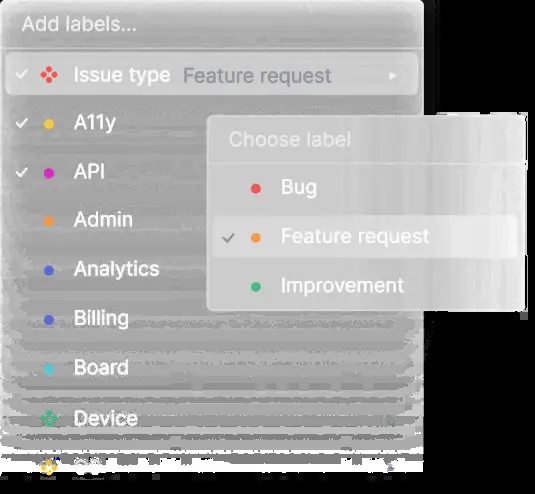 Add labels...
Issue type Feature request
A11y
API
Admin
Analytics
Billing
Board
Device
Choose label
Bug
Feature request
Improvement